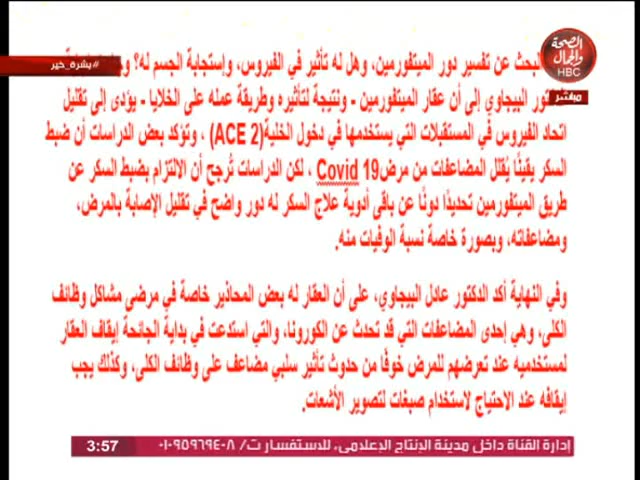 الصحة
والجمال
HBC
مباشر
#بشرة_خير
البحث عن تفسير دور الميتفورمين، وهل له تأثير في الفيروس، وإستجابة الجسم له؟
تور البيجاوي إلى أن عقار الميتفورمين - ونتيجة لتأثيره وطريقة عمله على الخلايا - يؤدى إلى تقليل
اتحاد الفيروس في المستقبلات التي يستخدمها في دخول الخلية(ACE 2) ، وتؤكد بعض الدراسات أن ضبط
السكر يقينًا يُقلل المضاعفات من مرض Covid 19 ، لكن الدراسات تُرجح أن الالتزام بضبط السكر عن
طريق الميتفورمين تحديدًا دونًا عن باقى أدوية علاج السكر له دور واضح في تقليل الإصابة بالمرض،
ومضاعفاته، وبصورة خاصة نسبة الوفيات منه.
وفي النهاية أكد الدكتور عادل البيجاوي، على أن العقار له بعض المحاذير خاصة في مرضى مشاكل وظائف
الكلى، وهي إحدى المضاعفات التي قد تحدث عن الكورونا، والتي استدعت في بداية الجائحة إيقاف العقار
لمستخدميه عند تعرضهم للمرض خوفًا من حدوث تأثير سلبي مضاعف على وظائف الكلى، وكذلك يجب
إيقافه عند الاحتياج لاستخدام صبغات لتصوير الأشعات.
إدارة القناة داخل مدينة الإنتاج الإعلامى، للاستفسار ت/ ٠١٠٩٥٩٦٩٤٠٨
3:57